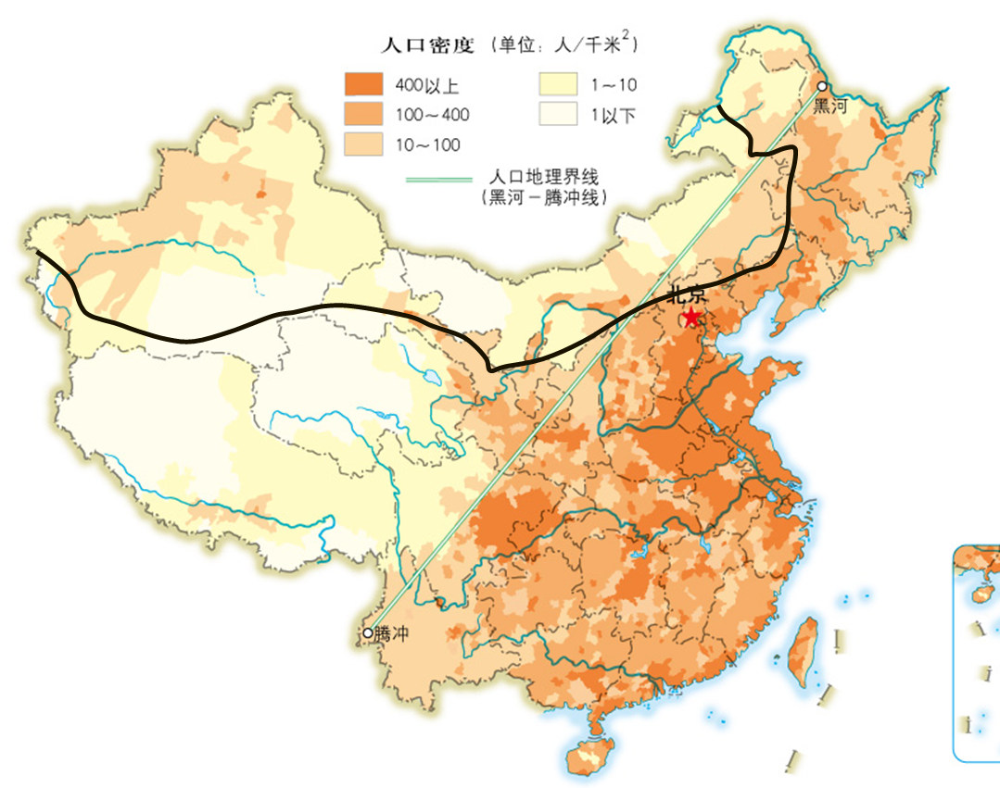 人口密度 (单位：人/千米²)
400以上
1～10
100～400
1以下
10～100
人口地理界线
(黑河－腾冲线)
黑河
北京
腾冲